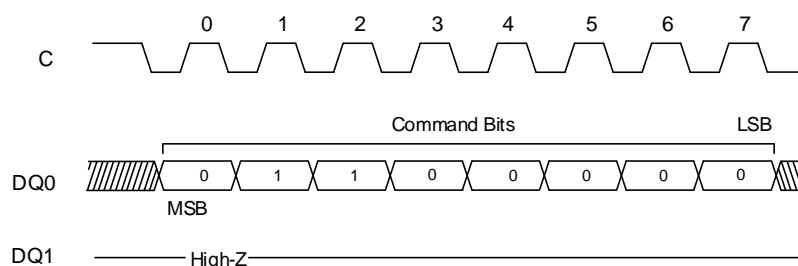 0 1 2 3 4 5 6 7
C
Command Bits LSB
DQ0 0 1 1 0 0 0 0 0
MSB
DQ1 High-Z